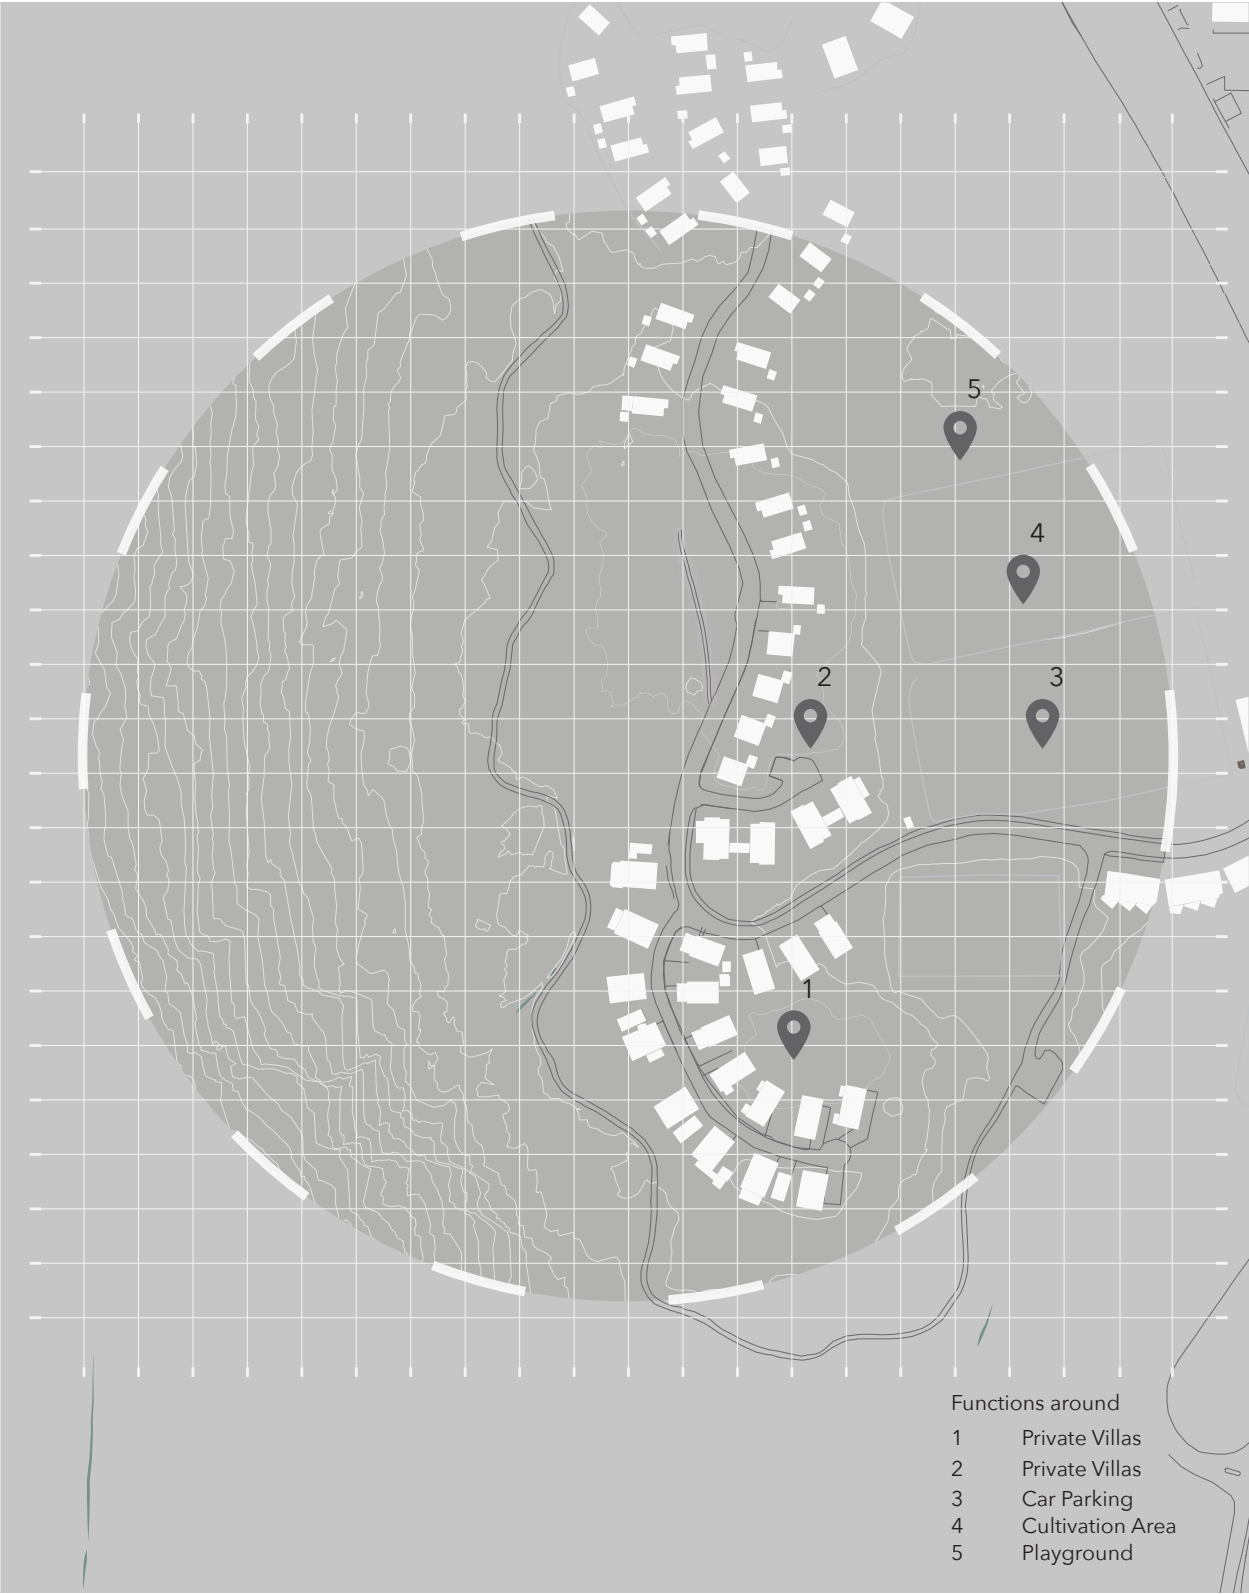 5
4
2
3
1
Functions around
1 Private Villas
2 Private Villas
3 Car Parking
4 Cultivation Area
5 Playground